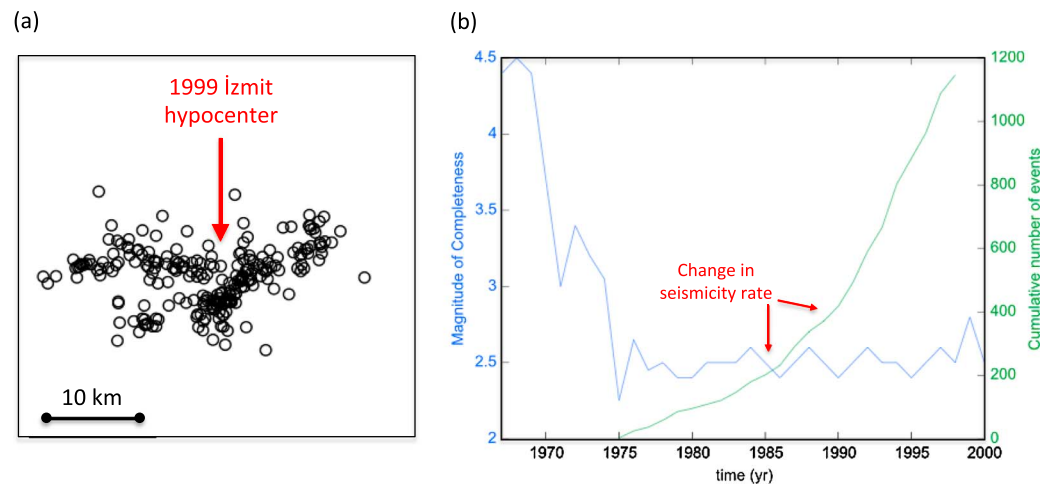 (a)
1999 İzmit
hypocenter
10 km
(b)
4.5
4
3.5
3
2.5
2
Magnitude of Completeness
1200
1000
800
600
400
200
0
Cumulative number of events
Change in
seismicity rate
1970 1975 1980 1985 1990 1995 2000
time (yr)